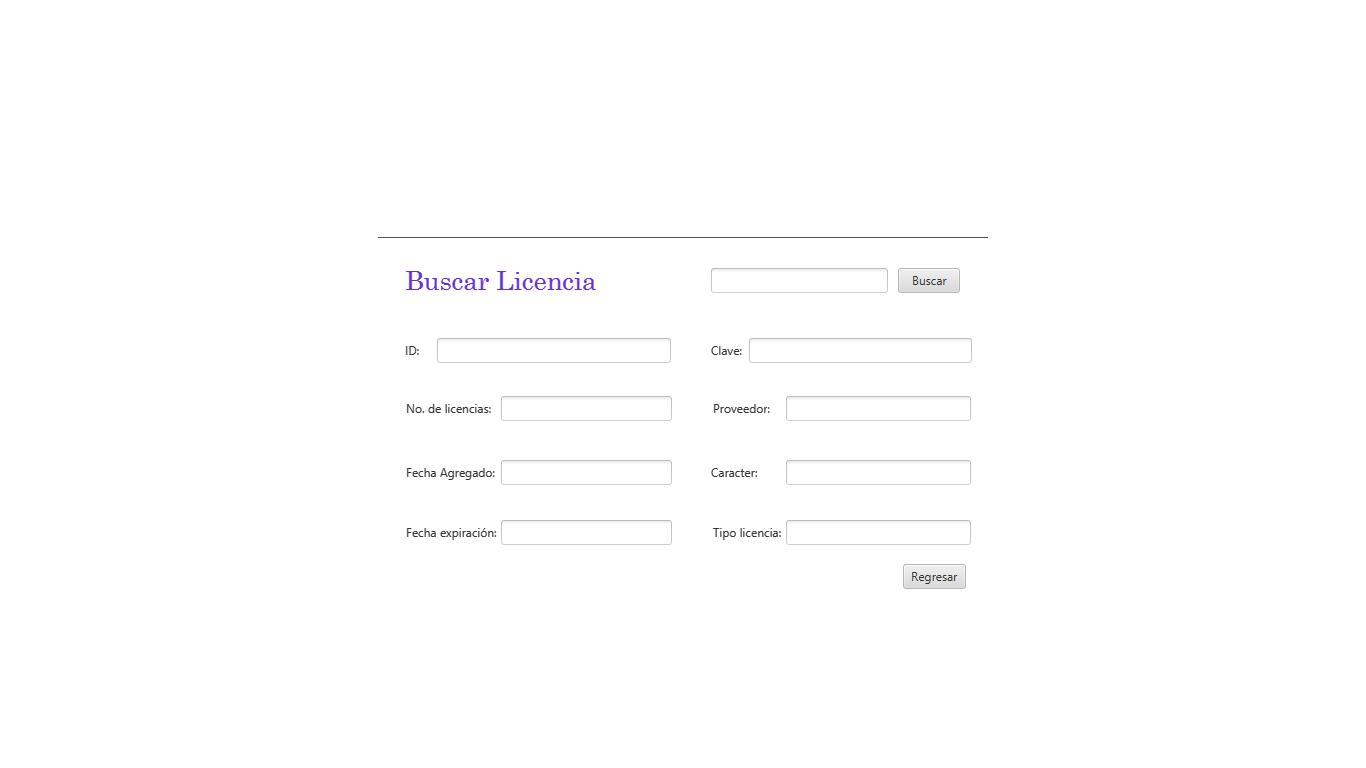 Buscar Licencia
Buscar
ID:
Clave:
No. de licencias:
Proveedor:
Fecha Agregado:
Caracter:
Fecha expiración:
Tipo licencia:
Regresar